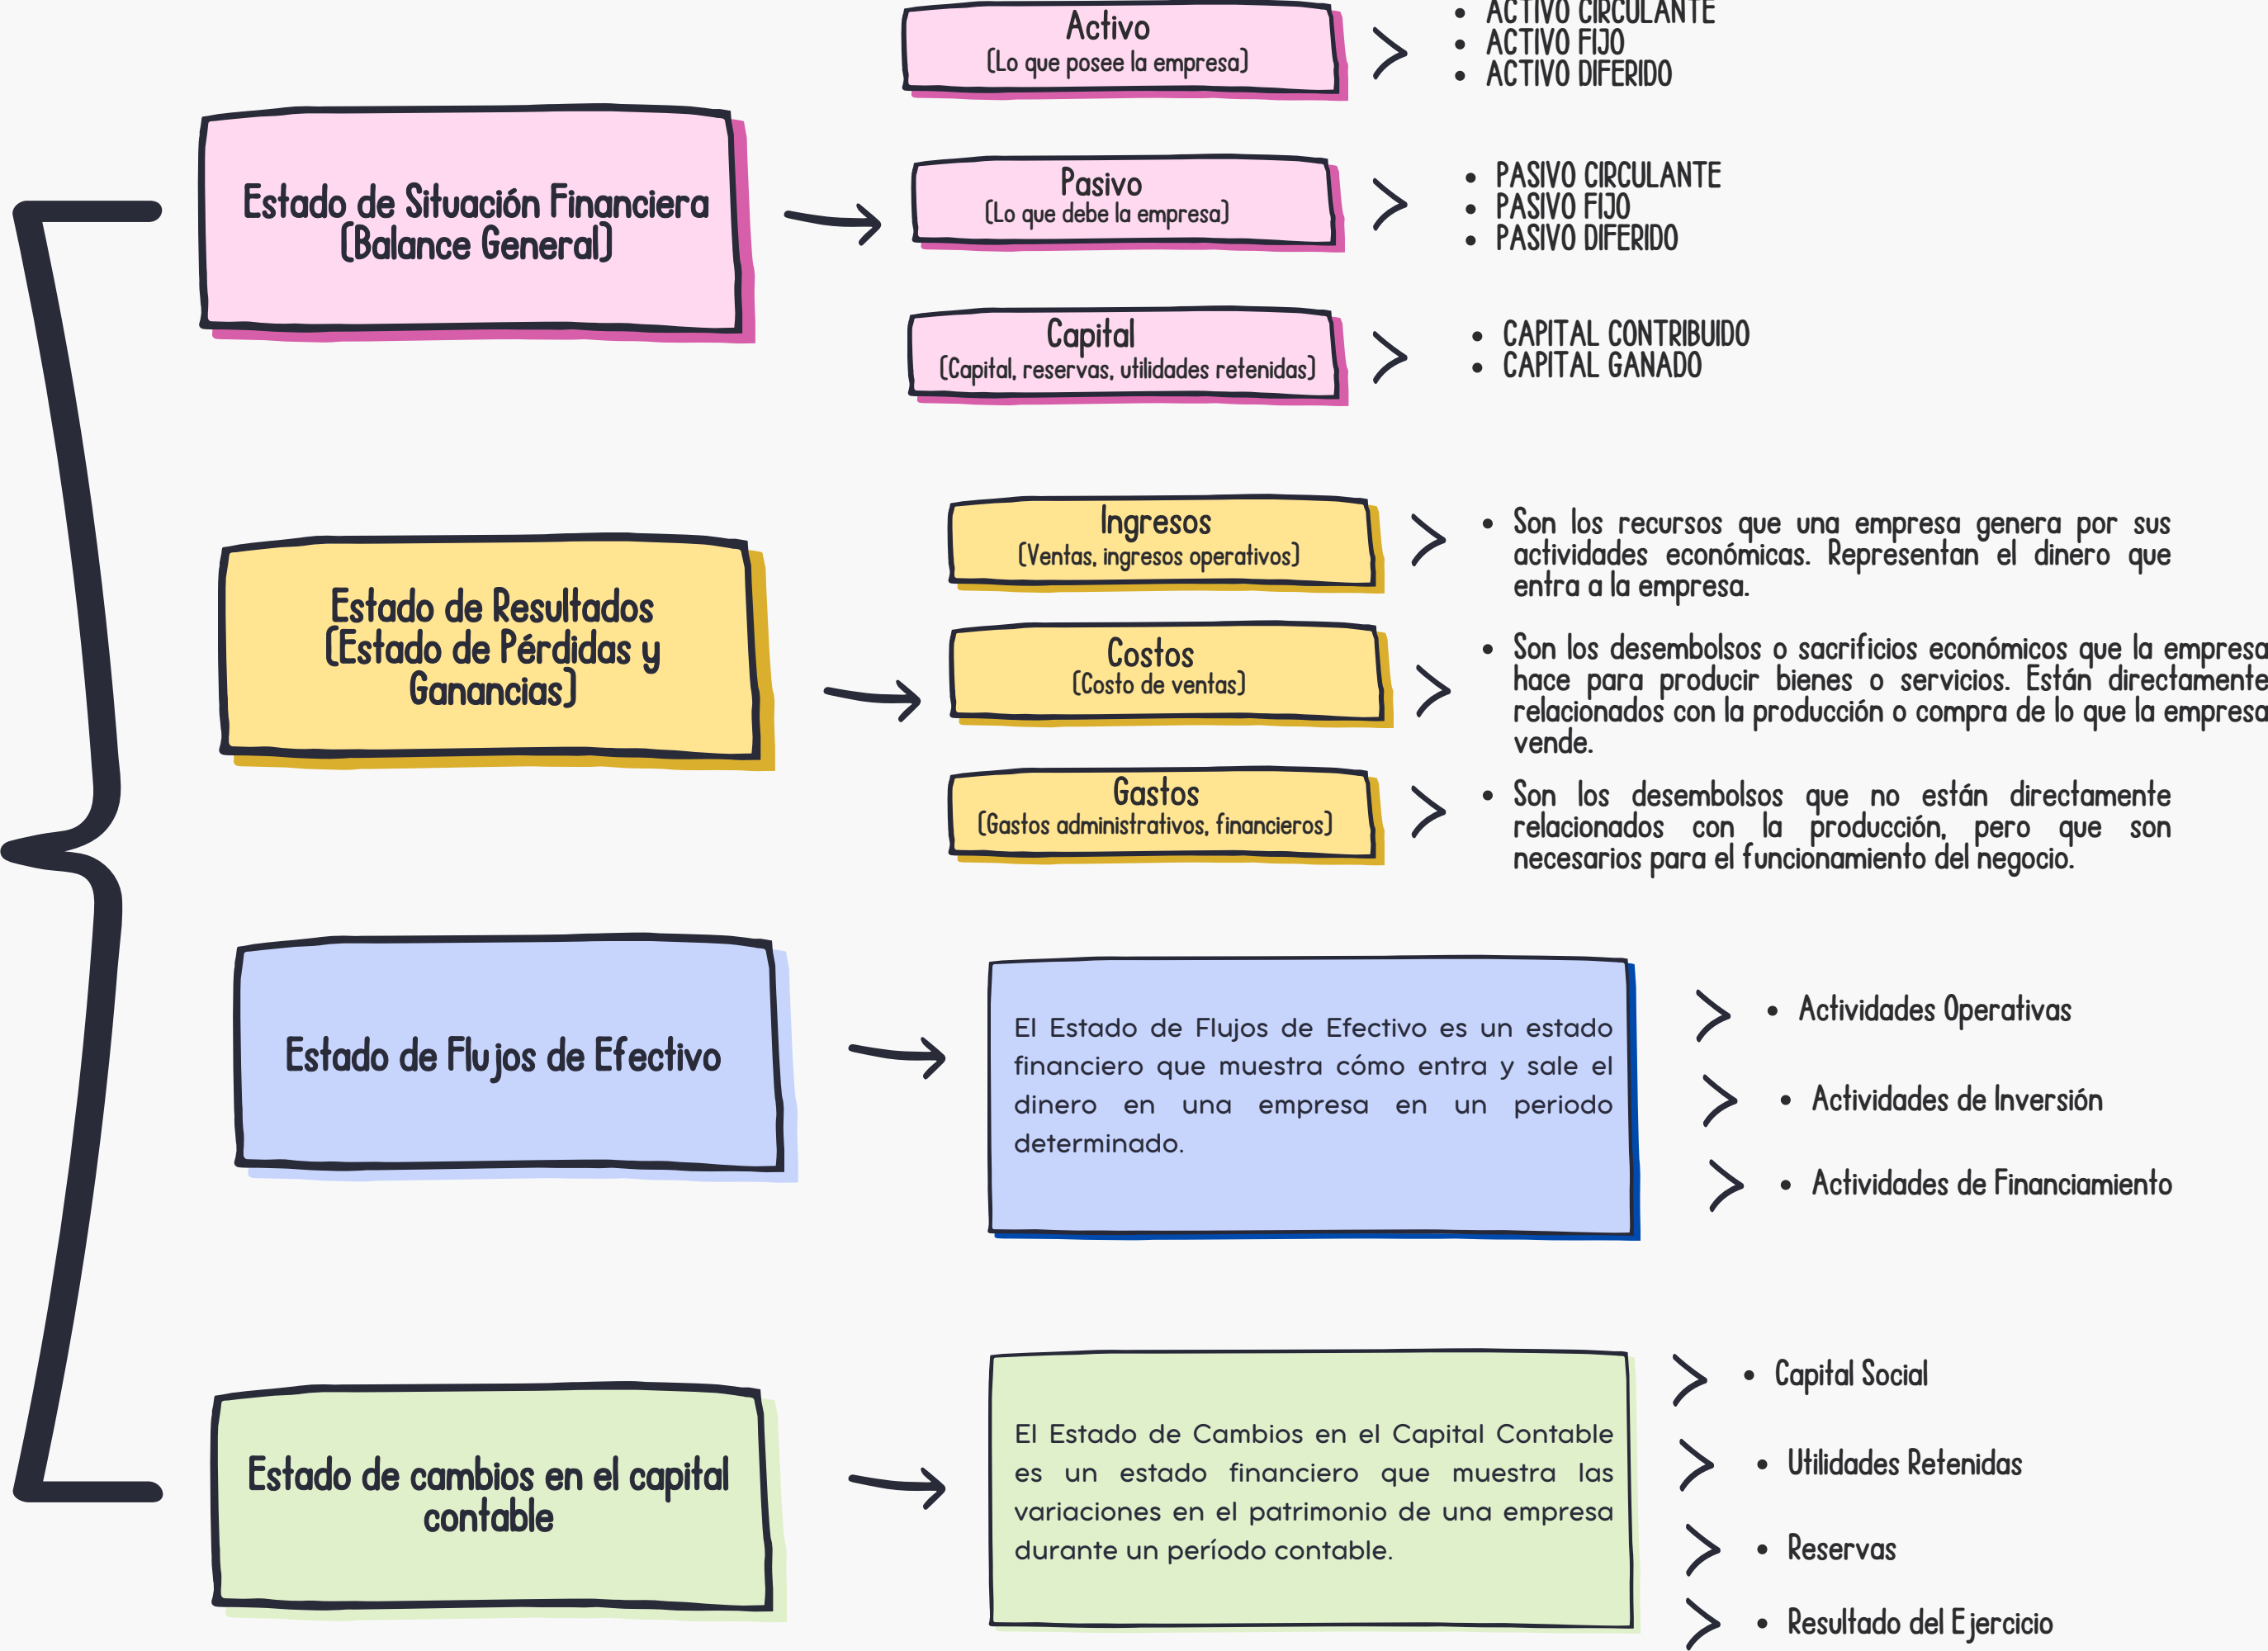 Activo
(Lo que posee la empresa)
• ACTIVO CIRCULANTE
• ACTIVO FIJO
• ACTIVO DIFERIDO
Estado de Situación Financiera
(Balance General)
Pasivo
(Lo que debe la empresa)
• PASIVO CIRCULANTE
• PASIVO FIJO
• PASIVO DIFERIDO
Capital
(Capital, reservas, utilidades retenidas)
• CAPITAL CONTRIBUIDO
• CAPITAL GANADO
Estado de Resultados
(Estado de Pérdidas y
Ganancias)
Ingresos
(Ventas, ingresos operativos)
• Son los recursos que una empresa genera por sus
actividades económicas. Representan el dinero que
entra a la empresa.
Costos
(Costo de ventas)
• Son los desembolsos o sacrificios económicos que la empresa
hace para producir bienes o servicios. Están directamente
relacionados con la producción o compra de lo que la empresa
vende.
Gastos
(Gastos administrativos, financieros)
• Son los desembolsos que no están directamente
relacionados con la producción, pero que son
necesarios para el funcionamiento del negocio.
Estado de Flujos de Efectivo
El Estado de Flujos de Efectivo es un estado
financiero que muestra cómo entra y sale el
dinero en una empresa en un periodo
determinado.
• Actividades Operativas
• Actividades de Inversión
• Actividades de Financiamiento
Estado de cambios en el capital
contable
El Estado de Cambios en el Capital Contable
es un estado financiero que muestra las
variaciones en el patrimonio de una empresa
durante un período contable.
• Capital Social
• Utilidades Retenidas
• Reservas
• Resultado del Ejercicio